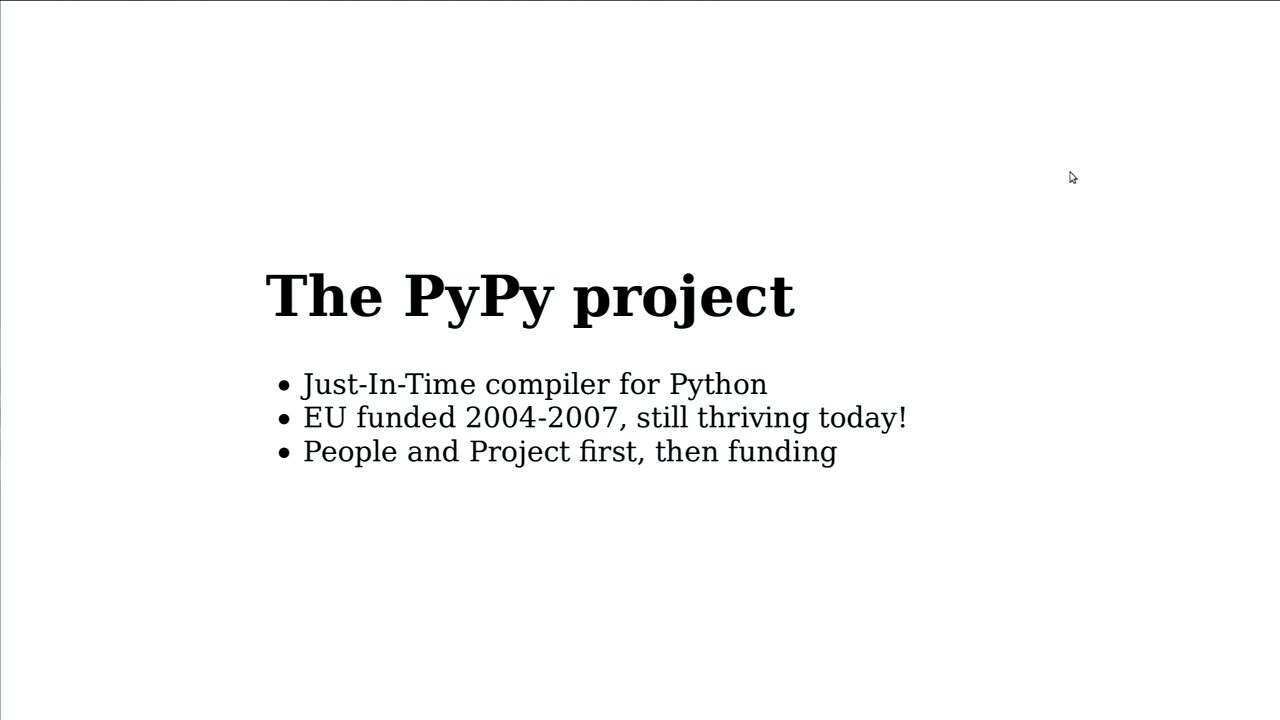 The PyPy project
• Just-In-Time compiler for Python
• EU funded 2004-2007, still thriving today!
• People and Project first, then funding